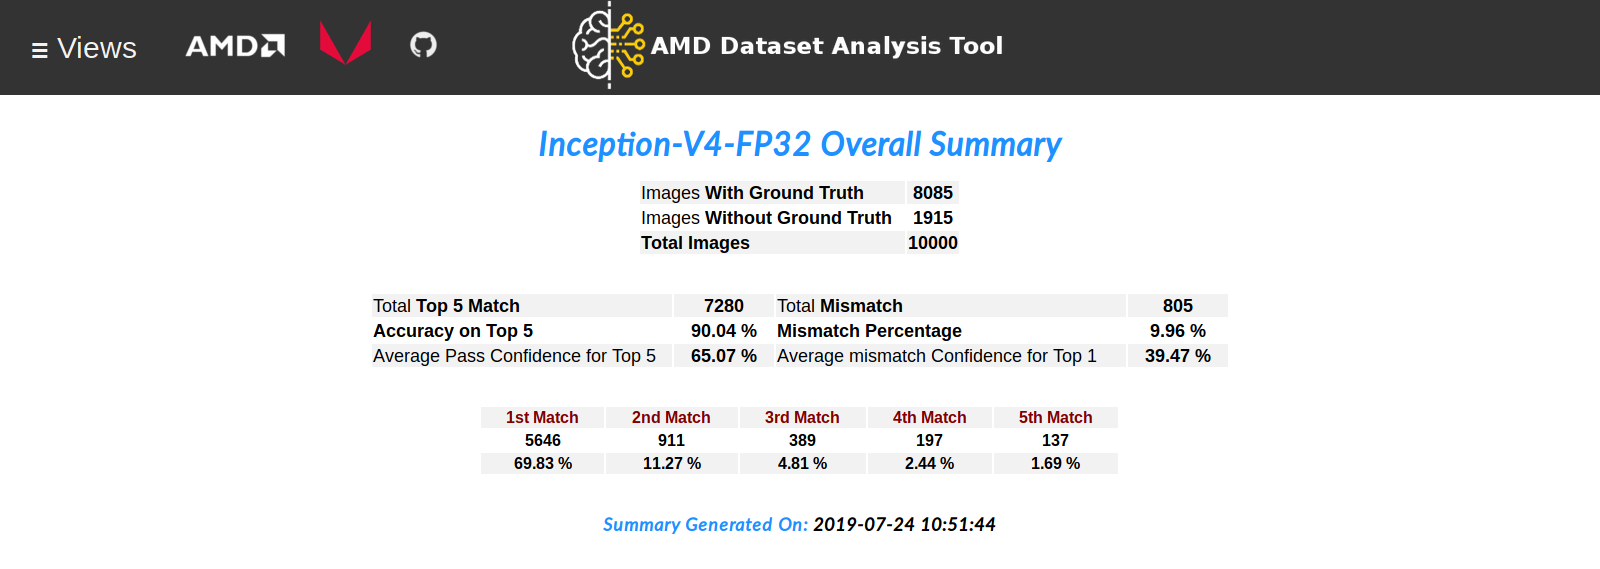 ☰ Views AMD AMD Dataset Analysis Tool
Inception-V4-FP32 Overall Summary
Images With Ground Truth 8085
Images Without Ground Truth 1915
Total Images 10000
Total Top 5 Match 7280 Total Mismatch 805
Accuracy on Top 5 90.04 % Mismatch Percentage 9.96 %
Average Pass Confidence for Top 5 65.07 % Average mismatch Confidence for Top 1 39.47 %
1st Match 2nd Match 3rd Match 4th Match 5th Match
5646 911 389 197 137
69.83 % 11.27 % 4.81 % 2.44 % 1.69 %
Summary Generated On: 2019-07-24 10:51:44